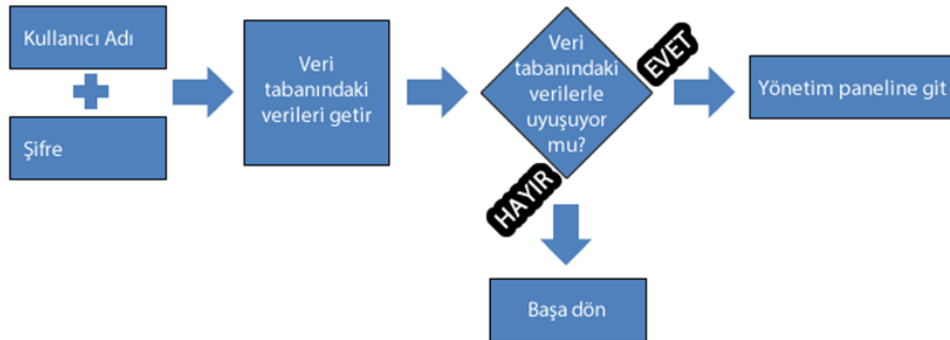 Kullanıcı Adı
Şifre
Veri
tabanındaki
verileri getir
Veri
tabanındaki
verilerle
uyuşuyor
mu?
EVET
Yönetim paneline git
HAYIR
Başa dön